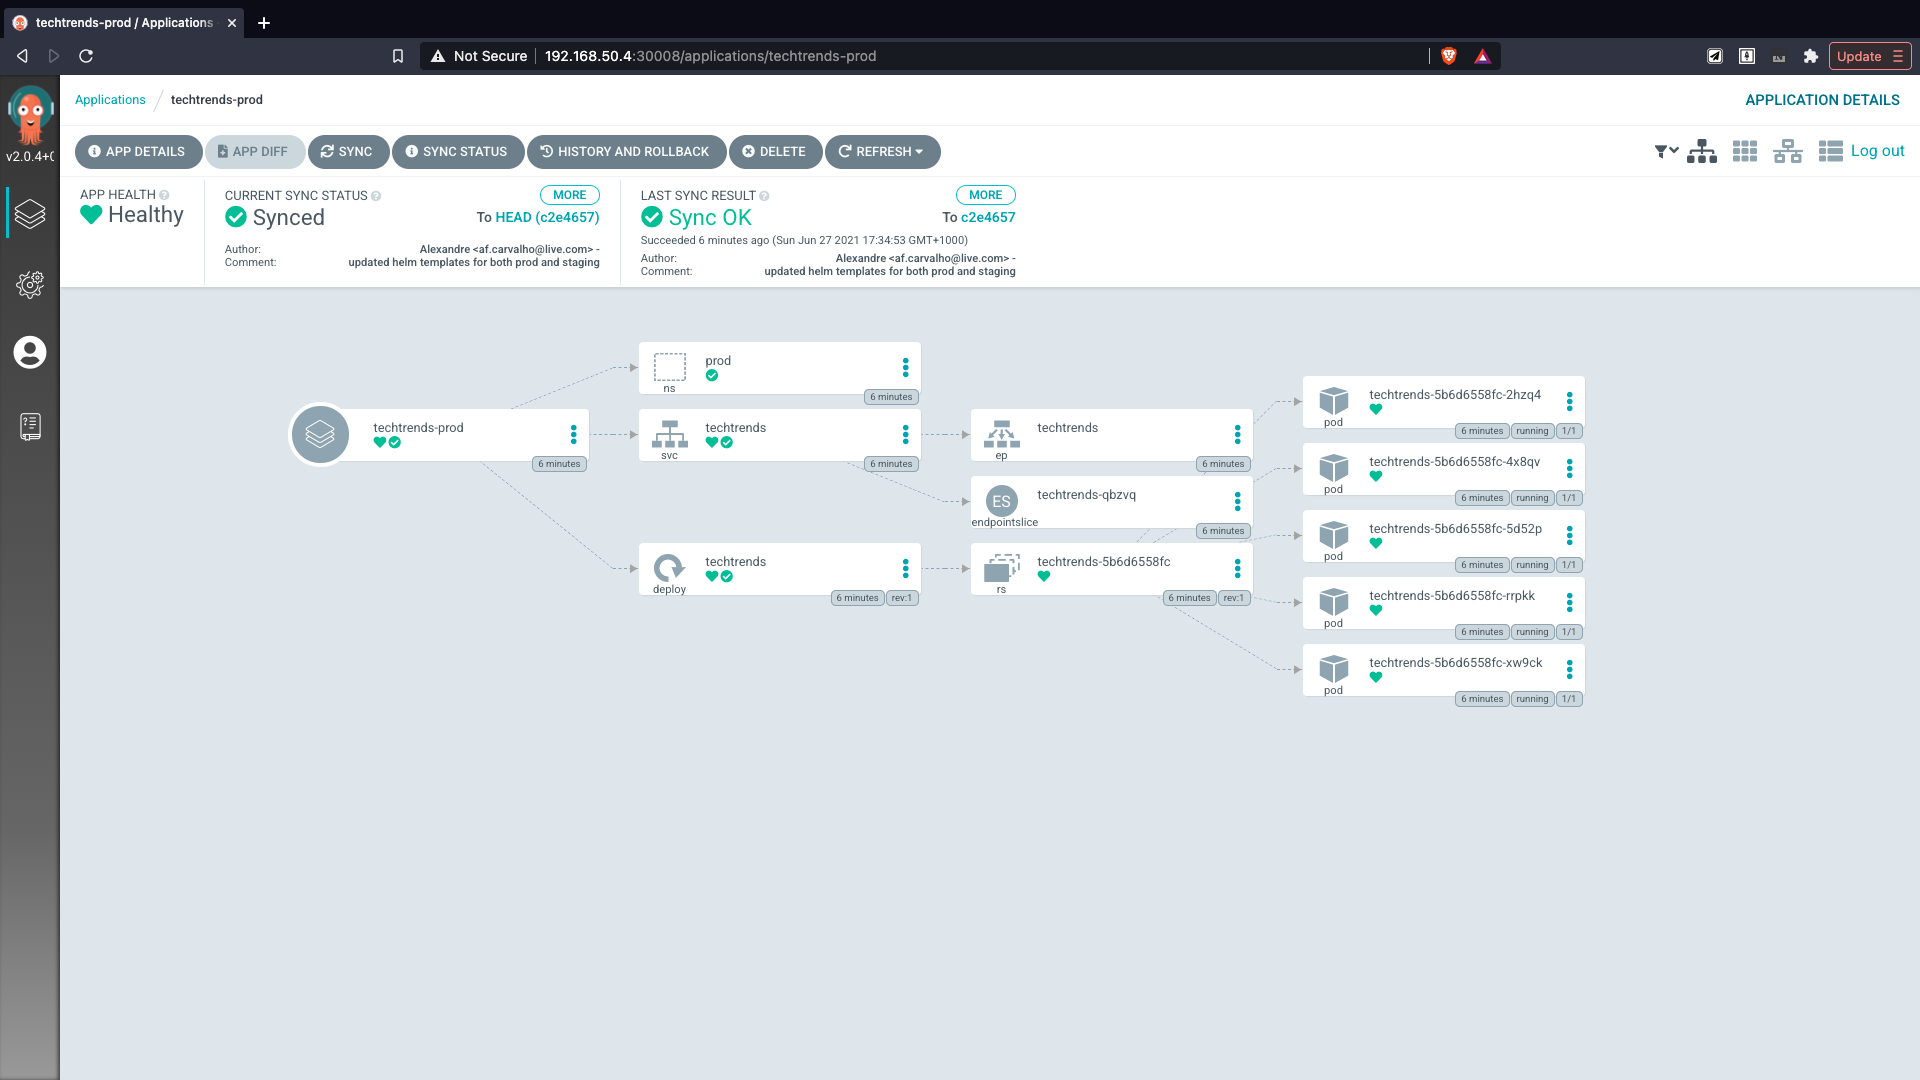 techtrends-prod / Applications
Not Secure 192.168.50.4:30008/applications/techtrends-prod
Update
v2.0.4+
Applications / techtrends-prod
APPLICATION DETAILS
APP DETAILS APP DIFF SYNC SYNC STATUS HISTORY AND ROLLBACK DELETE REFRESH
Log out
APP HEALTH
Healthy
CURRENT SYNC STATUS MORE
Synced To HEAD (c2e4657)
Author: Alexandre <af.carvalho@live.com> -
Comment: updated helm templates for both prod and staging
LAST SYNC RESULT MORE
Sync OK To c2e4657
Succeeded 6 minutes ago (Sun Jun 27 2021 17:34:53 GMT+1000)
Author: Alexandre <af.carvalho@live.com> -
Comment: updated helm templates for both prod and staging
techtrends-prod
6 minutes
prod
ns
6 minutes
techtrends
svc
6 minutes
techtrends
deploy
6 minutes rev:1
techtrends
ep
6 minutes
ES
techtrends-qbzvq
endpointslice
6 minutes
techtrends-5b6d6558fc
rs
6 minutes rev:1
techtrends-5b6d6558fc-2hzq4
pod
6 minutes running 1/1
techtrends-5b6d6558fc-4x8qv
pod
6 minutes running 1/1
techtrends-5b6d6558fc-5d52p
pod
6 minutes running 1/1
techtrends-5b6d6558fc-rrpkk
pod
6 minutes running 1/1
techtrends-5b6d6558fc-xw9ck
pod
6 minutes running 1/1